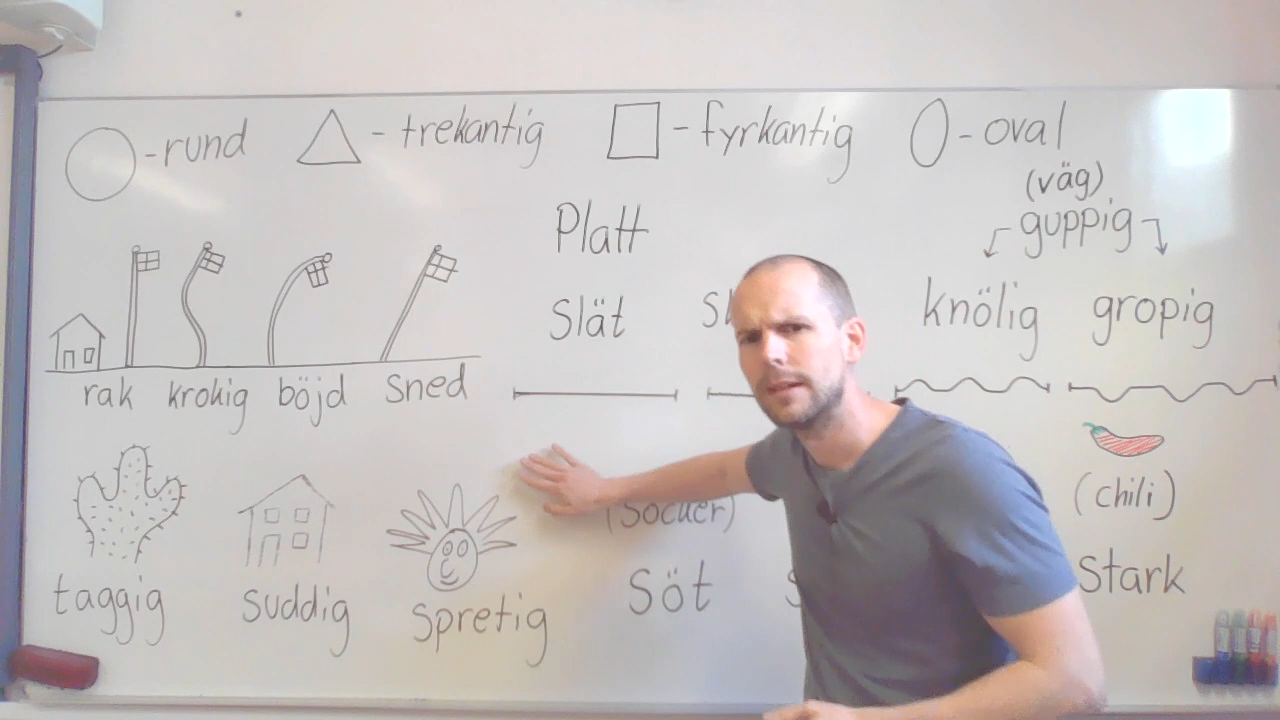 -rund - trekantig - fyrkantig - oval
(väg)
guppig
Platt
Slät
knölig gropig
rak krokig böjd sned
(Socker)
(chili)
taggig suddig spretig
Söt
Stark